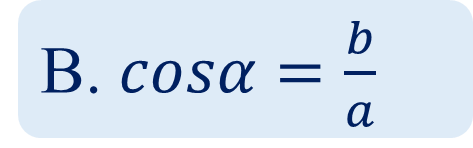 B. cosα = b/a